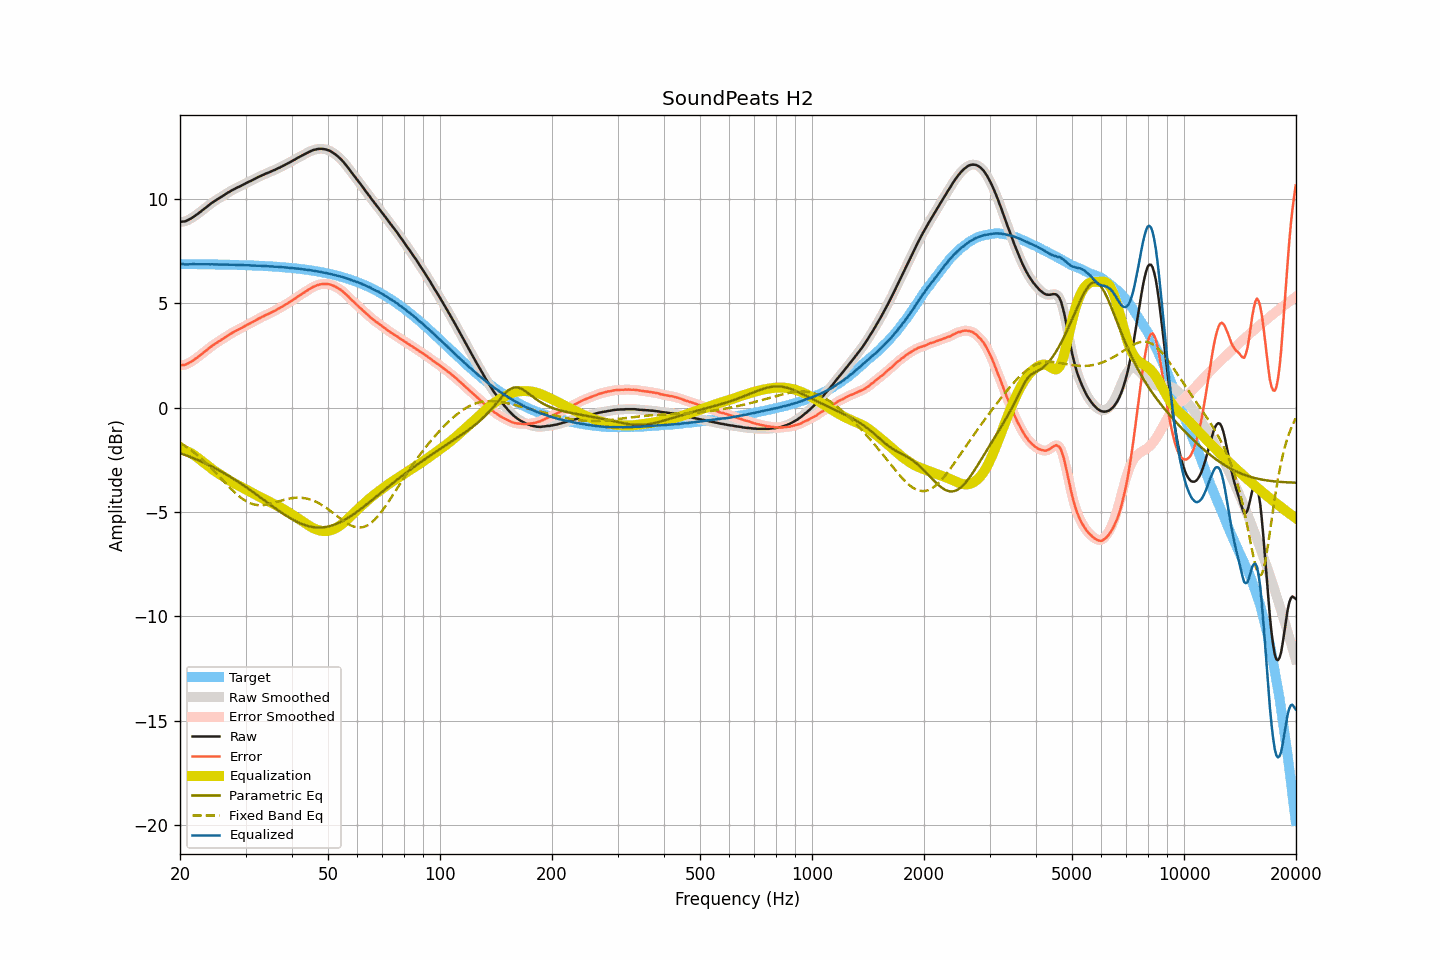 SoundPeats H2
Amplitude (dBr)
10
5
0
−5
−10
−15
−20
Target
Raw Smoothed
Error Smoothed
Raw
Error
Equalization
Parametric Eq
Fixed Band Eq
Equalized
20 50 100 200 500 1000 2000 5000 10000 20000
Frequency (Hz)